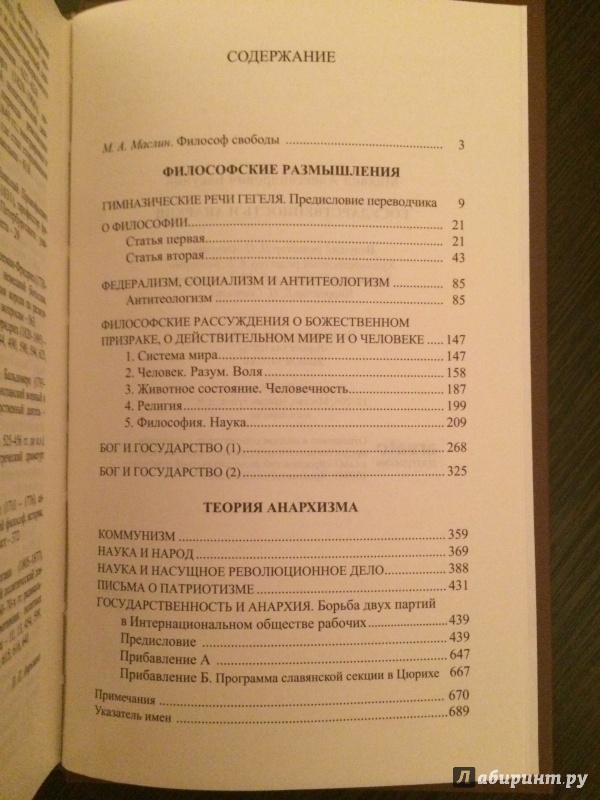 СОДЕРЖАНИЕ
М. А. Маслин. Философ свободы 3
ФИЛОСОФСКИЕ РАЗМЫШЛЕНИЯ
ГИМНАЗИЧЕСКИЕ РЕЧИ ГЕГЕЛЯ. Предисловие переводчика 9
О ФИЛОСОФИИ 21
Статья первая 21
Статья вторая 43
ФЕДЕРАЛИЗМ, СОЦИАЛИЗМ И АНТИТЕОЛОГИЗМ 85
Антитеологизм 85
ФИЛОСОФСКИЕ РАССУЖДЕНИЯ О БОЖЕСТВЕННОМ
ПРИЗРАКЕ, О ДЕЙСТВИТЕЛЬНОМ МИРЕ И О ЧЕЛОВЕКЕ 147
1. Система мира 147
2. Человек. Разум. Воля 158
3. Животное состояние. Человечность 187
4. Религия 199
5. Философия. Наука 209
БОГ И ГОСУДАРСТВО (1) 268
БОГ И ГОСУДАРСТВО (2) 325
ТЕОРИЯ АНАРХИЗМА
КОММУНИЗМ 359
НАУКА И НАРОД 369
НАУКА И НАСУЩНОЕ РЕВОЛЮЦИОННОЕ ДЕЛО 388
ПИСЬМА О ПАТРИОТИЗМЕ 431
ГОСУДАРСТВЕННОСТЬ И АНАРХИЯ. Борьба двух партий
в Интернациональном обществе рабочих 439
Предисловие 439
Прибавление А 647
Прибавление Б. Программа славянской секции в Цюрихе 667
Примечания 670
Указатель имен 689
Лабиринт.ру